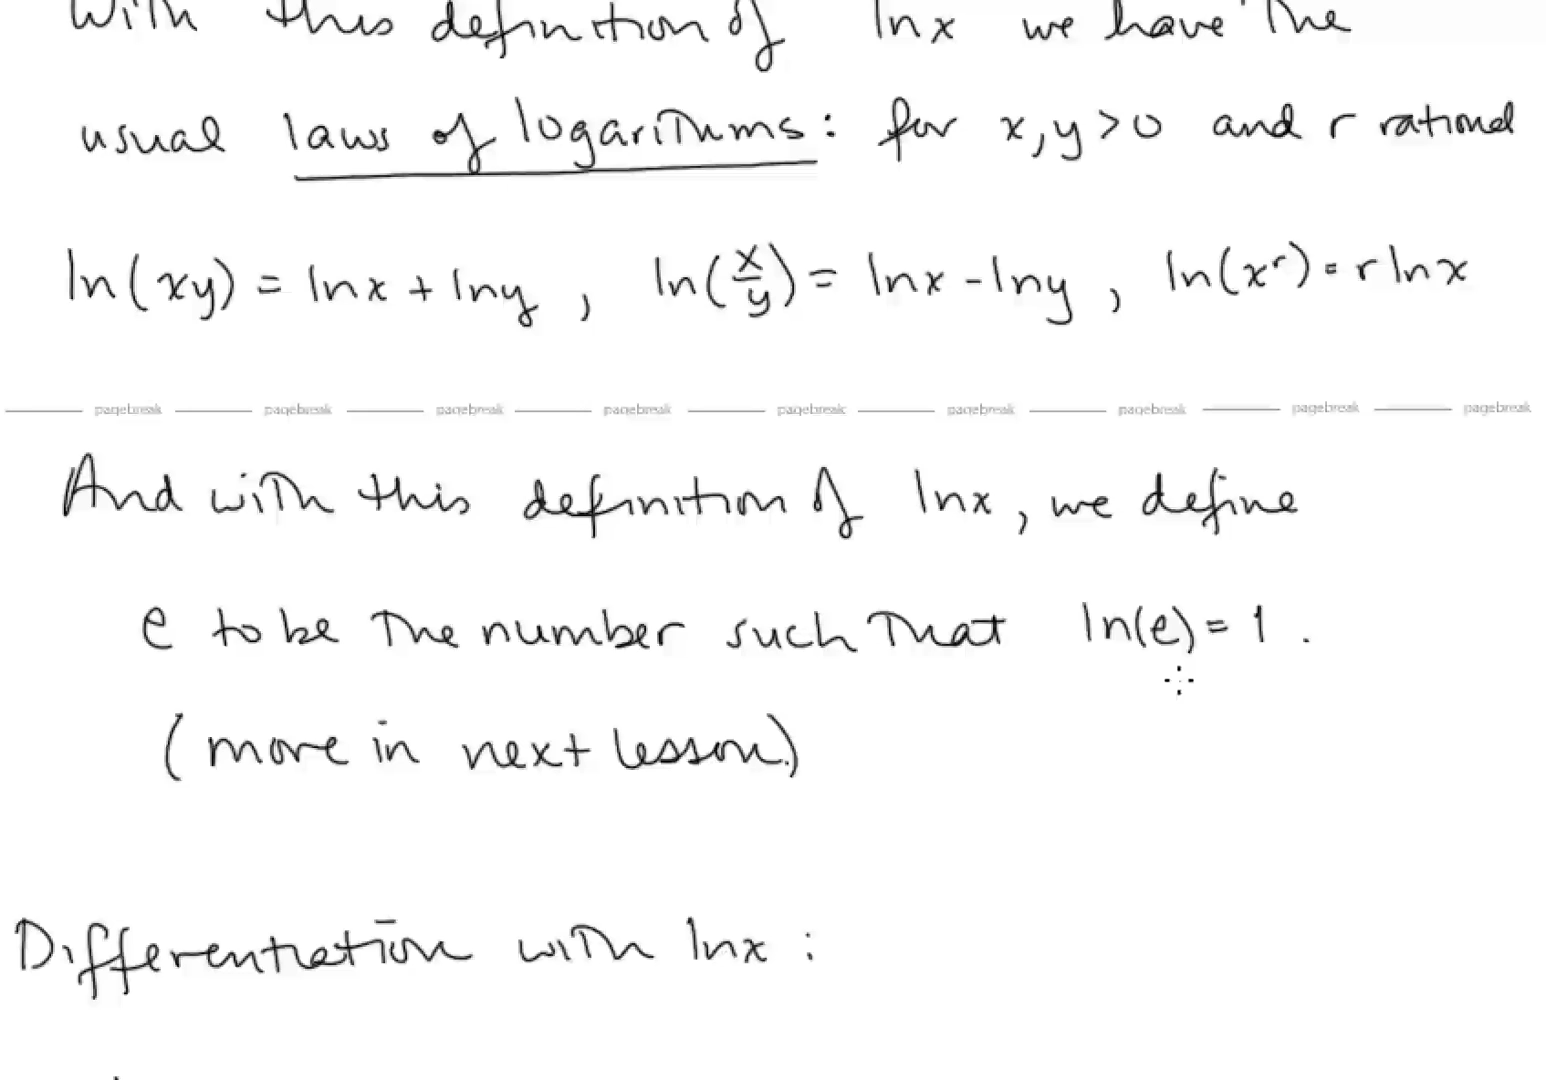 With this definition of ln x we have the
usual laws of logarithms: for x, y > 0 and r rational
ln(xy) = ln x + ln y , ln(x/y) = ln x - ln y , ln(x^r) = r ln x
pagebreak pagebreak pagebreak pagebreak pagebreak pagebreak pagebreak pagebreak pagebreak
And with this definition of ln x, we define
e to be the number such that ln(e) = 1 .
(more in next lesson.)
Differentiation with ln x :